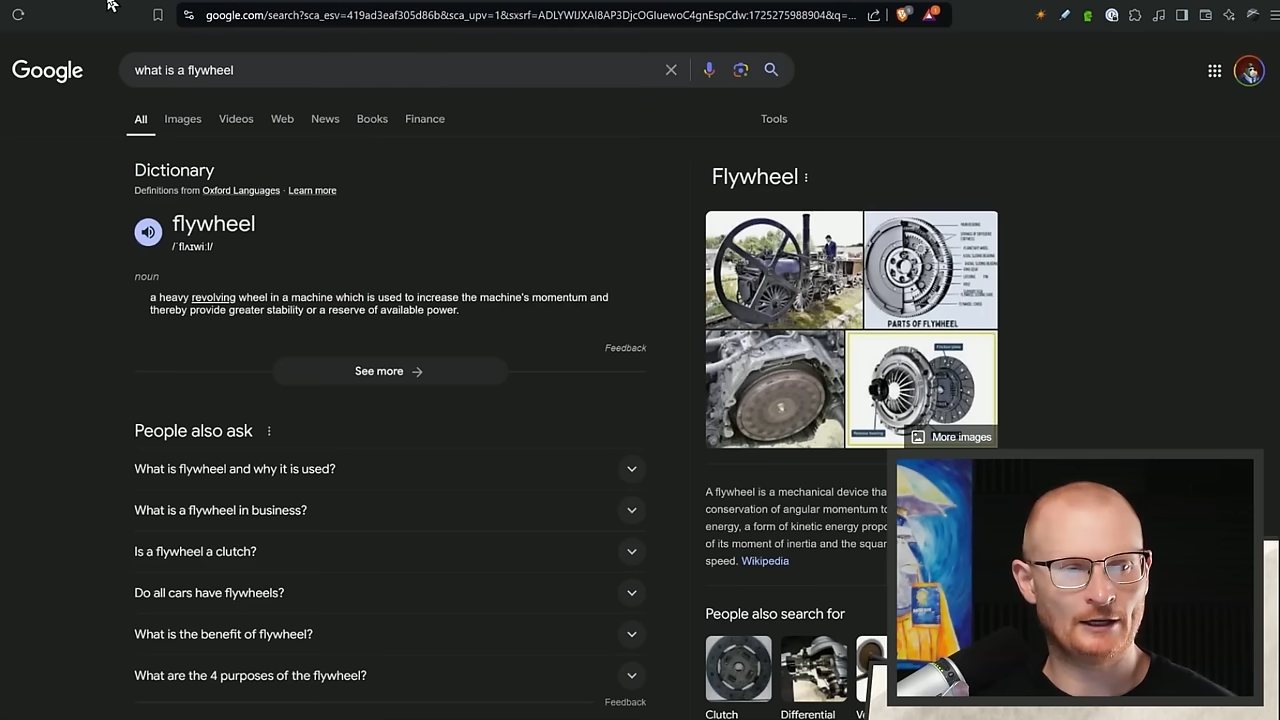 google.com/search?sca_esv=419ad3eaf305d86b&sca_upv=1&sxsrf=ADLYWIJXAI8AP3DjcOGIuewoC4gnEspCdw:1725275988904&q=...
Google
what is a flywheel
All Images Videos Web News Books Finance Tools
Dictionary
Definitions from Oxford Languages · Learn more
flywheel
/ˈflʌɪwiːl/
noun
a heavy revolving wheel in a machine which is used to increase the machine's momentum and
thereby provide greater stability or a reserve of available power.
Feedback
See more
People also ask
What is flywheel and why it is used?
What is a flywheel in business?
Is a flywheel a clutch?
Do all cars have flywheels?
What is the benefit of flywheel?
What are the 4 purposes of the flywheel?
Feedback
Flywheel
PARTS OF FLYWHEEL
More images
A flywheel is a mechanical device tha
conservation of angular momentum to
energy, a form of kinetic energy propo
of its moment of inertia and the squar
speed. Wikipedia
People also search for
Clutch Differential